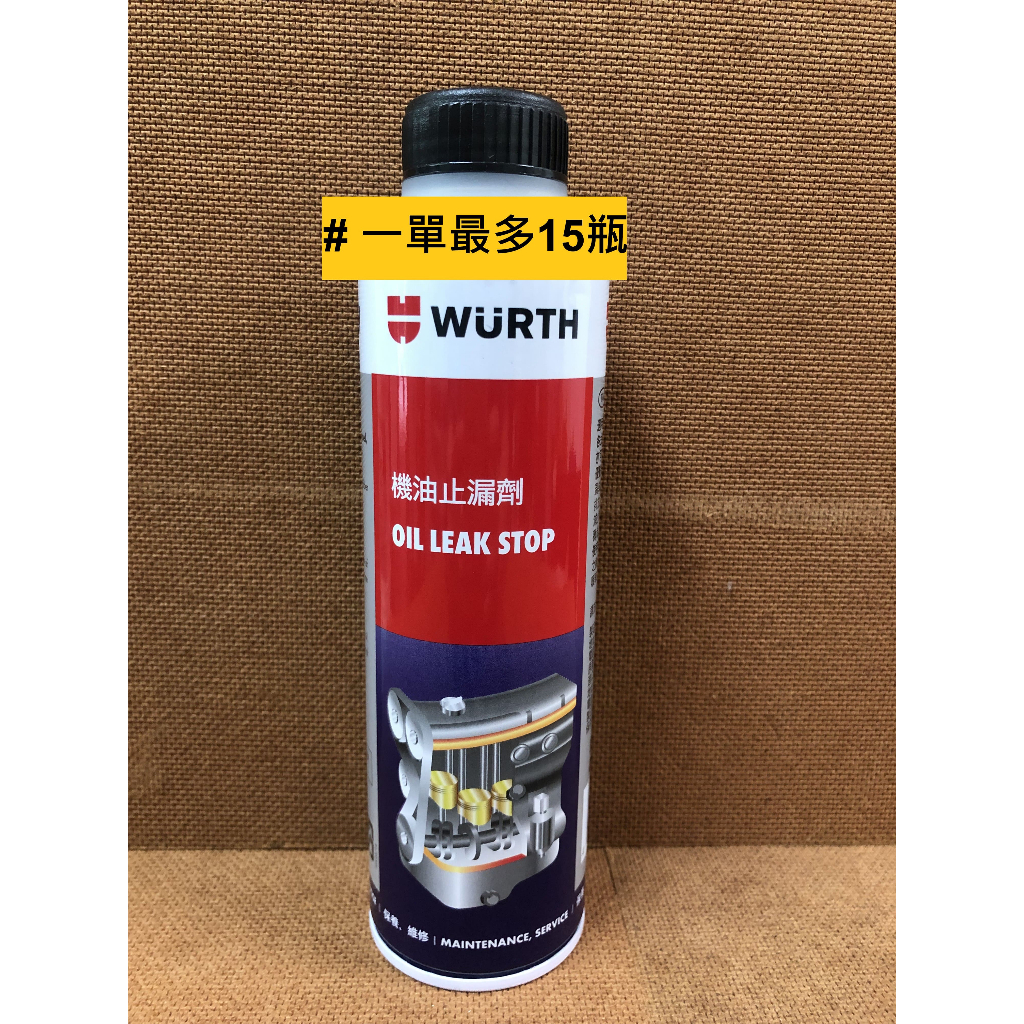 # 一單最多15瓶
WÜRTH
機油止漏劑
OIL LEAK STOP
保養、維修 | MAINTENANCE, SERVICE |